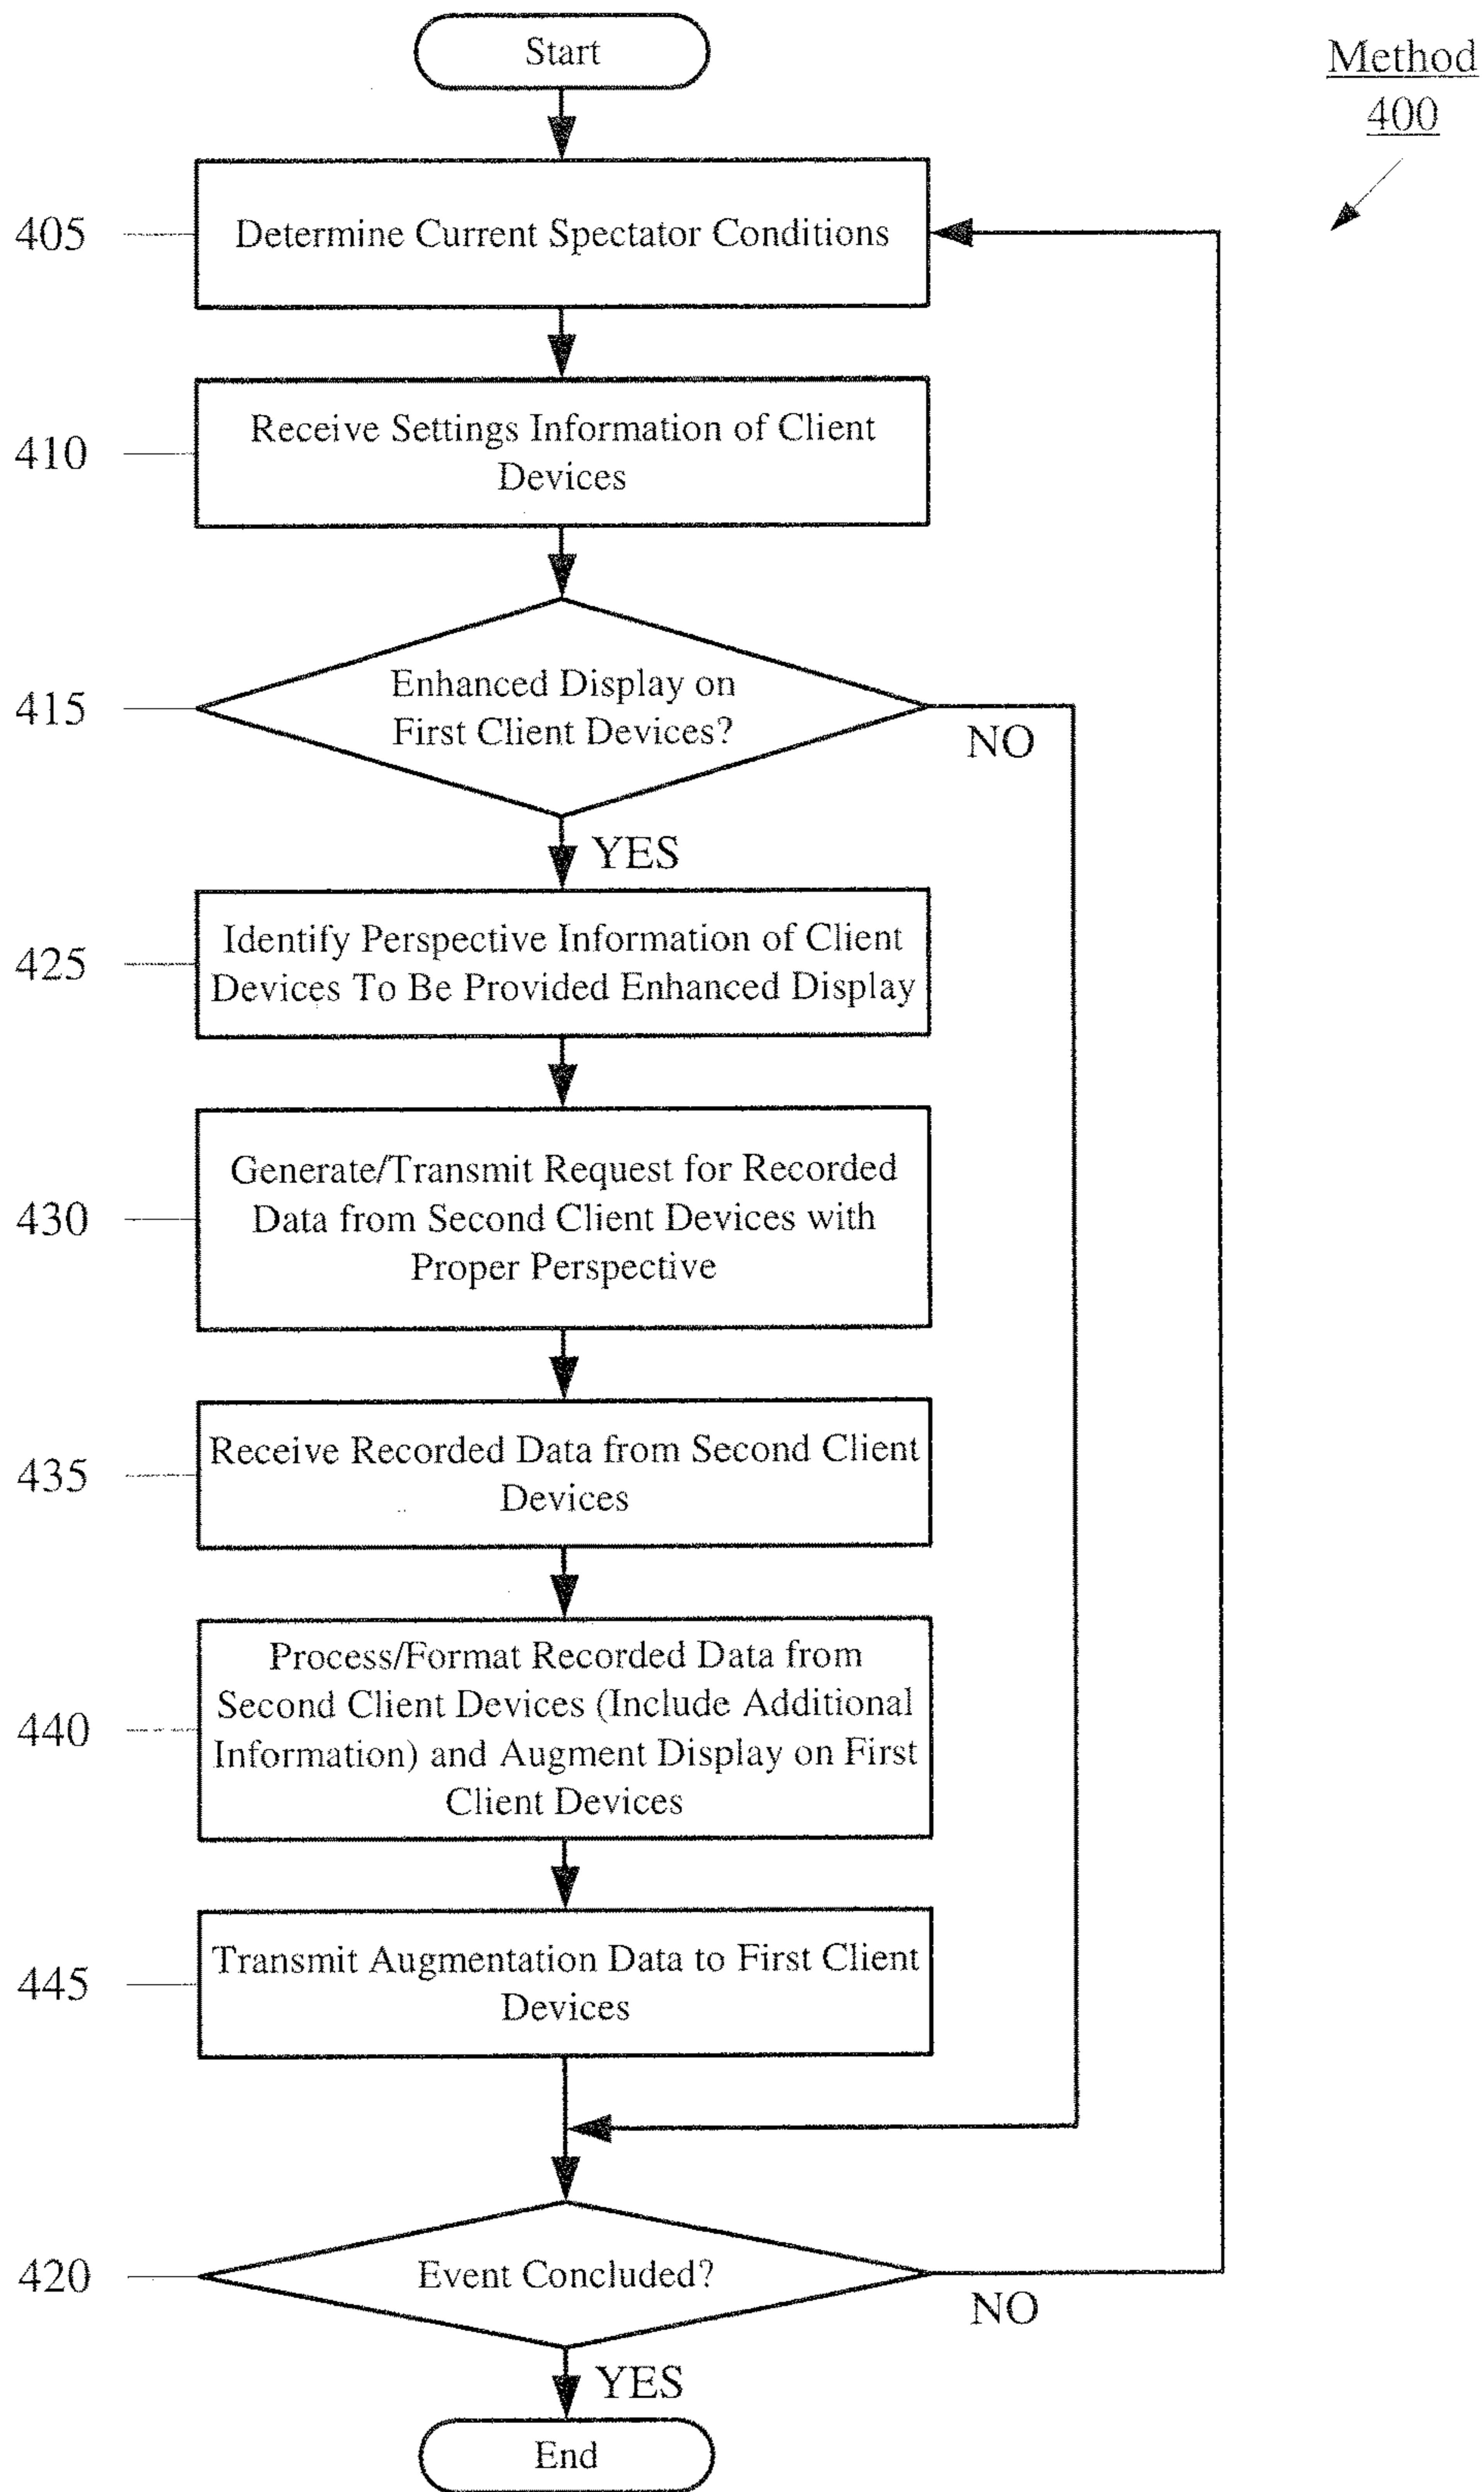 Start
Method
400
405
Determine Current Spectator Conditions
410
Receive Settings Information of Client
Devices
415
Enhanced Display on
First Client Devices?
NO
YES
425
Identify Perspective Information of Client
Devices To Be Provided Enhanced Display
430
Generate/Transmit Request for Recorded
Data from Second Client Devices with
Proper Perspective
435
Receive Recorded Data from Second Client
Devices
440
Process/Format Recorded Data from
Second Client Devices (Include Additional
Information) and Augment Display on First
Client Devices
445
Transmit Augmentation Data to First Client
Devices
420
Event Concluded?
NO
YES
End